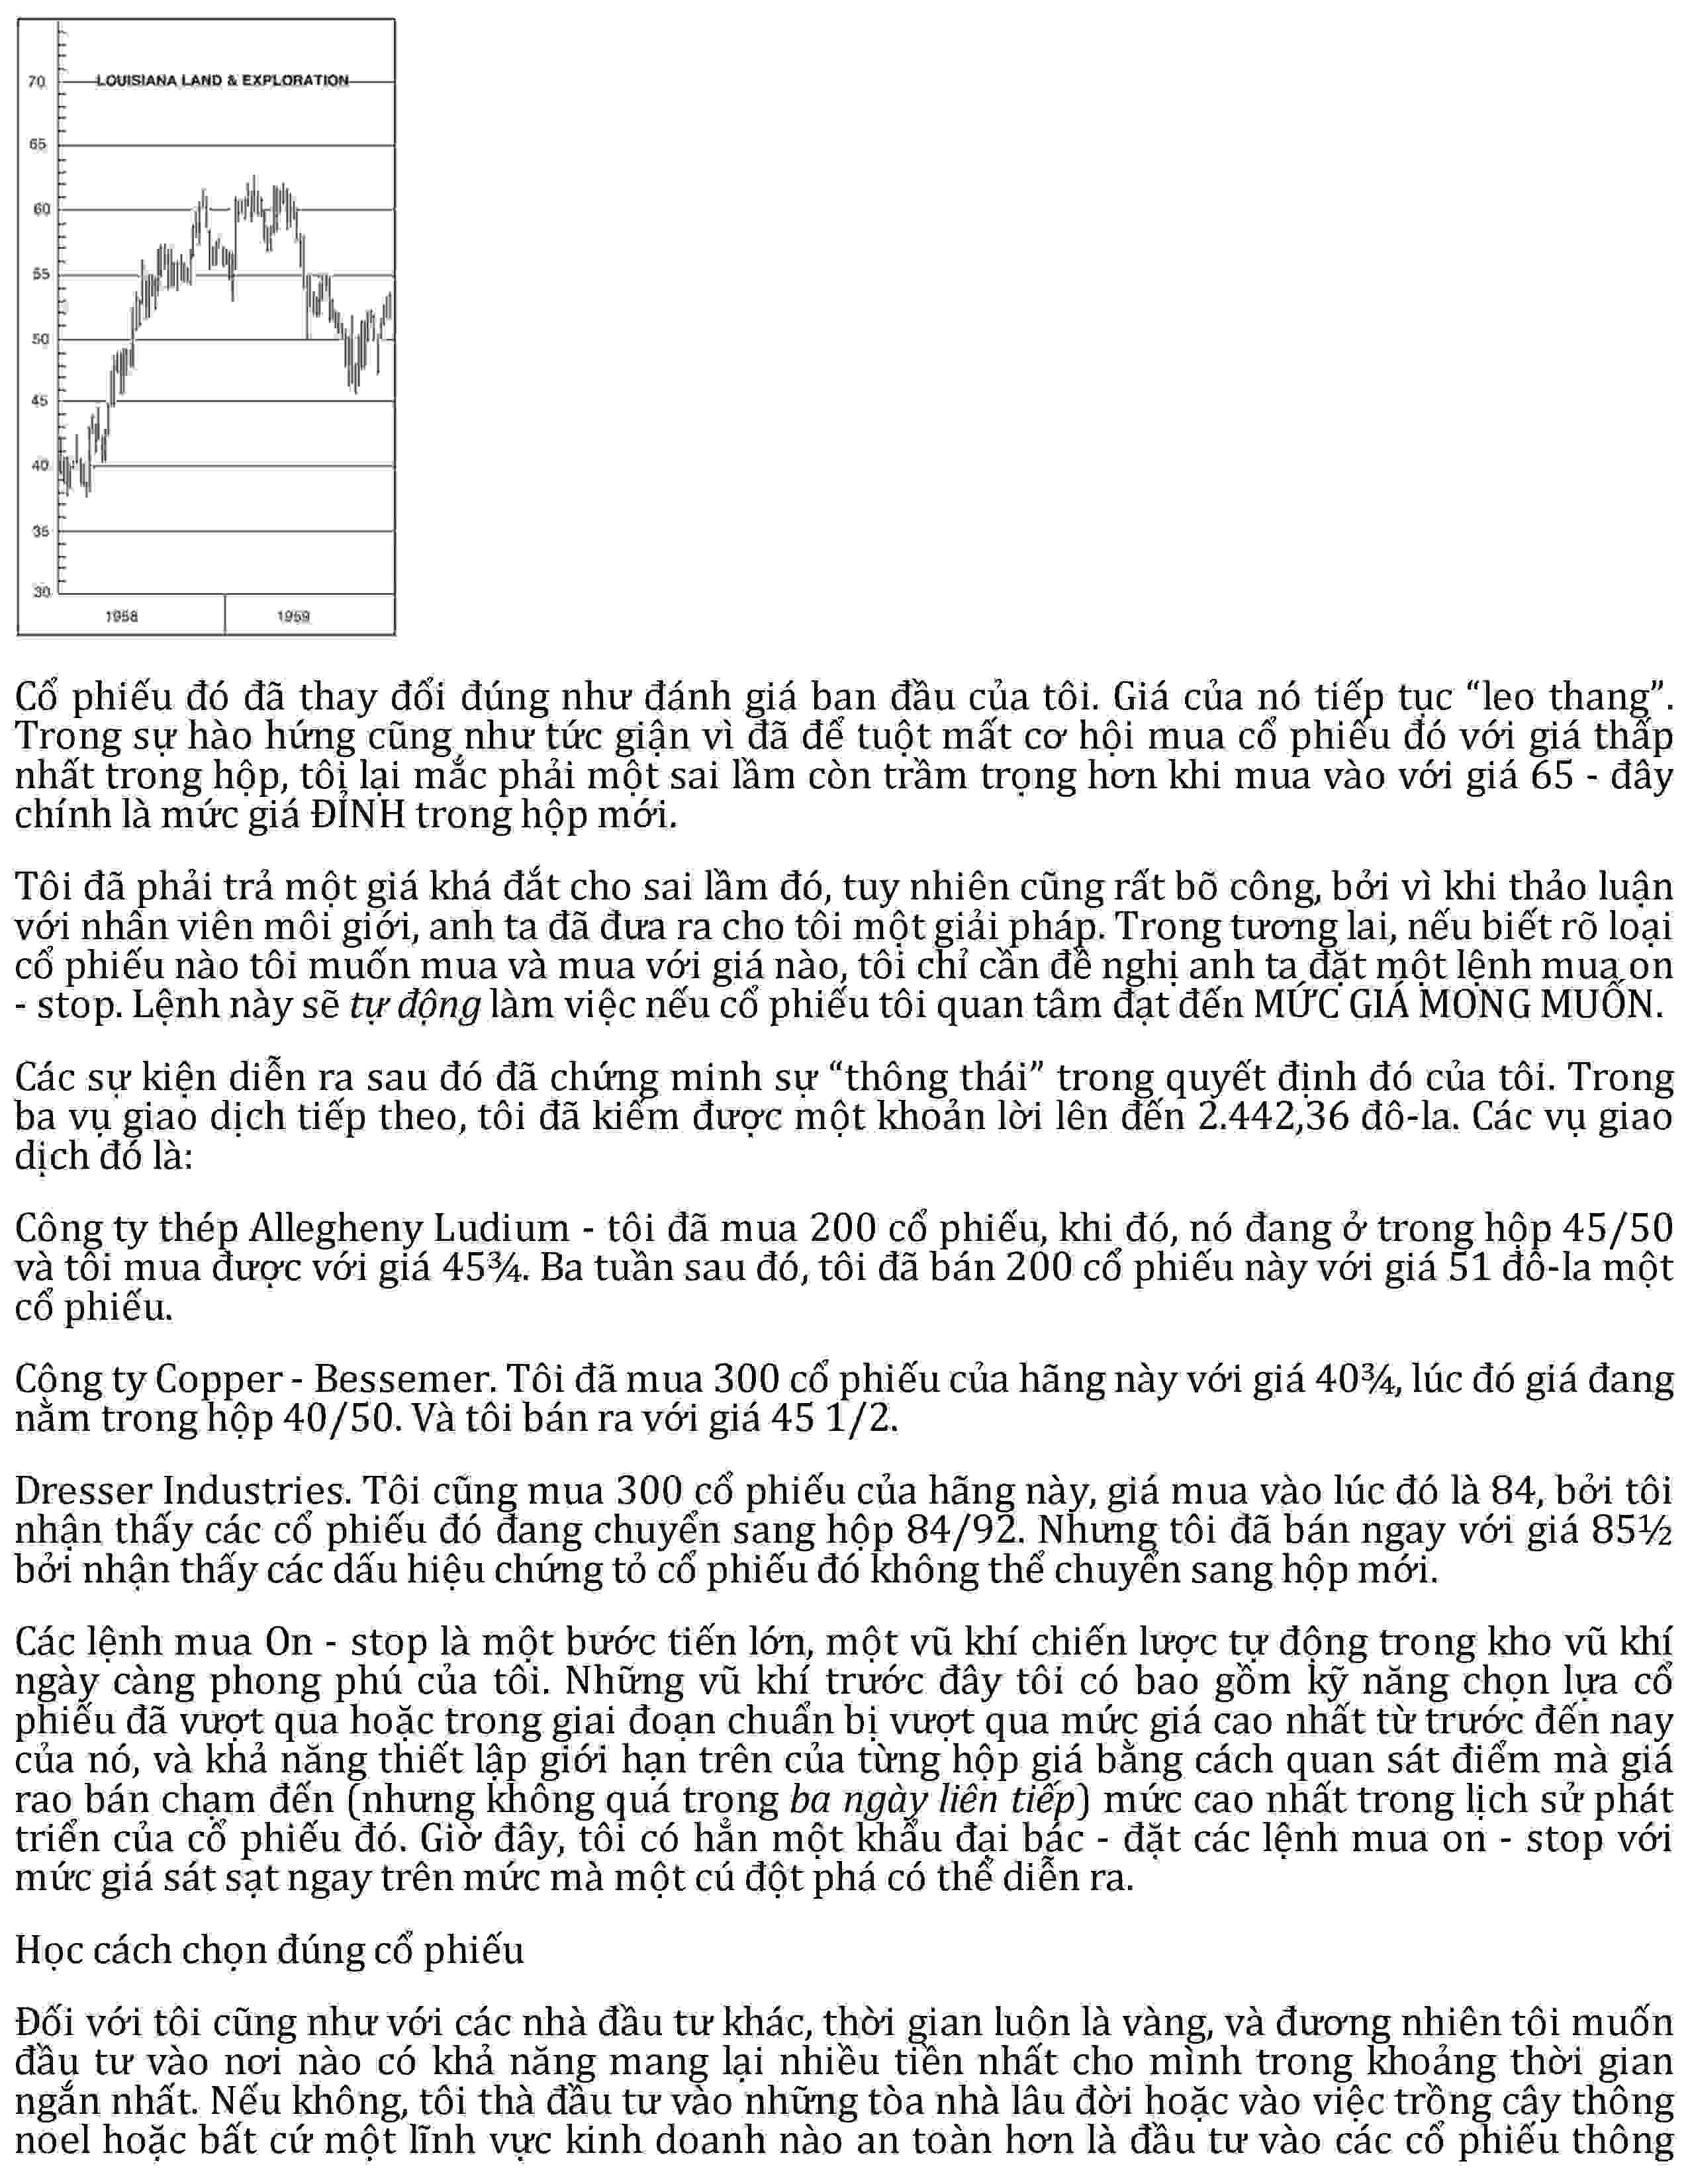 70 LOUISIANA LAND & EXPLORATION
65
60
55
50
45
40
35
30
1958 1959
Cổ phiếu đó đã thay đổi đúng như đánh giá ban đầu của tôi. Giá của nó tiếp tục “leo thang”.
Trong sự hào hứng cũng như tức giận vì đã để tuột mất cơ hội mua cổ phiếu đó với giá thấp
nhất trong hộp, tôi lại mắc phải một sai lầm còn trầm trọng hơn khi mua vào với giá 65 - đây
chính là mức giá ĐỈNH trong hộp mới.
Tôi đã phải trả một giá khá đắt cho sai lầm đó, tuy nhiên cũng rất bõ công, bởi vì khi thảo luận
với nhân viên môi giới, anh ta đã đưa ra cho tôi một giải pháp. Trong tương lai, nếu biết rõ loại
cổ phiếu nào tôi muốn mua và mua với giá nào, tôi chỉ cần đề nghị anh ta đặt một lệnh mua on
- stop. Lệnh này sẽ tự động làm việc nếu cổ phiếu tôi quan tâm đạt đến MỨC GIÁ MONG MUỐN.
Các sự kiện diễn ra sau đó đã chứng minh sự “thông thái” trong quyết định đó của tôi. Trong
ba vụ giao dịch tiếp theo, tôi đã kiếm được một khoản lời lên đến 2.442,36 đô-la. Các vụ giao
dịch đó là:
Công ty thép Allegheny Ludium - tôi đã mua 200 cổ phiếu, khi đó, nó đang ở trong hộp 45/50
và tôi mua được với giá 45¾. Ba tuần sau đó, tôi đã bán 200 cổ phiếu này với giá 51 đô-la một
cổ phiếu.
Công ty Copper - Bessemer. Tôi đã mua 300 cổ phiếu của hãng này với giá 40¾, lúc đó giá đang
nằm trong hộp 40/50. Và tôi bán ra với giá 45 1/2.
Dresser Industries. Tôi cũng mua 300 cổ phiếu của hãng này, giá mua vào lúc đó là 84, bởi tôi
nhận thấy các cổ phiếu đó đang chuyển sang hộp 84/92. Nhưng tôi đã bán ngay với giá 85½
bởi nhận thấy các dấu hiệu chứng tỏ cổ phiếu đó không thể chuyển sang hộp mới.
Các lệnh mua On - stop là một bước tiến lớn, một vũ khí chiến lược tự động trong kho vũ khí
ngày càng phong phú của tôi. Những vũ khí trước đây tôi có bao gồm kỹ năng chọn lựa cổ
phiếu đã vượt qua hoặc trong giai đoạn chuẩn bị vượt qua mức giá cao nhất từ trước đến nay
của nó, và khả năng thiết lập giới hạn trên của từng hộp giá bằng cách quan sát điểm mà giá
rao bán chạm đến (nhưng không quá trong ba ngày liên tiếp) mức cao nhất trong lịch sử phát
triển của cổ phiếu đó. Giờ đây, tôi có hẳn một khẩu đại bác - đặt các lệnh mua on - stop với
mức giá sát sạt ngay trên mức mà một cú đột phá có thể diễn ra.
Học cách chọn đúng cổ phiếu
Đối với tôi cũng như với các nhà đầu tư khác, thời gian luôn là vàng, và đương nhiên tôi muốn
đầu tư vào nơi nào có khả năng mang lại nhiều tiền nhất cho mình trong khoảng thời gian
ngắn nhất. Nếu không, tôi thà đầu tư vào những tòa nhà lâu đời hoặc vào việc trồng cây thông
noel hoặc bất cứ một lĩnh vực kinh doanh nào an toàn hơn là đầu tư vào các cổ phiếu thông